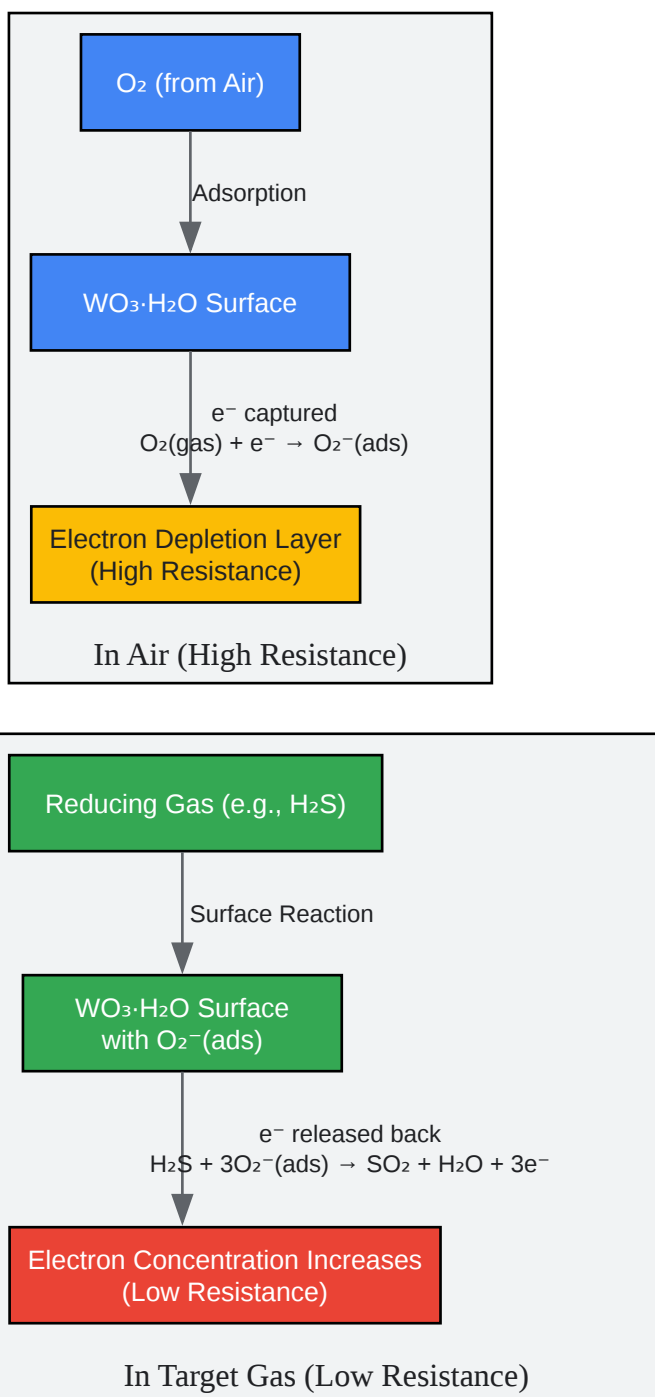 O₂ (from Air)
Adsorption
WO₃·H₂O Surface
e⁻ captured
O₂(gas) + e⁻ → O₂⁻(ads)
Electron Depletion Layer
(High Resistance)
In Air (High Resistance)
Reducing Gas (e.g., H₂S)
Surface Reaction
WO₃·H₂O Surface
with O₂⁻(ads)
e⁻ released back
H₂S + 3O₂⁻(ads) → SO₂ + H₂O + 3e⁻
Electron Concentration Increases
(Low Resistance)
In Target Gas (Low Resistance)